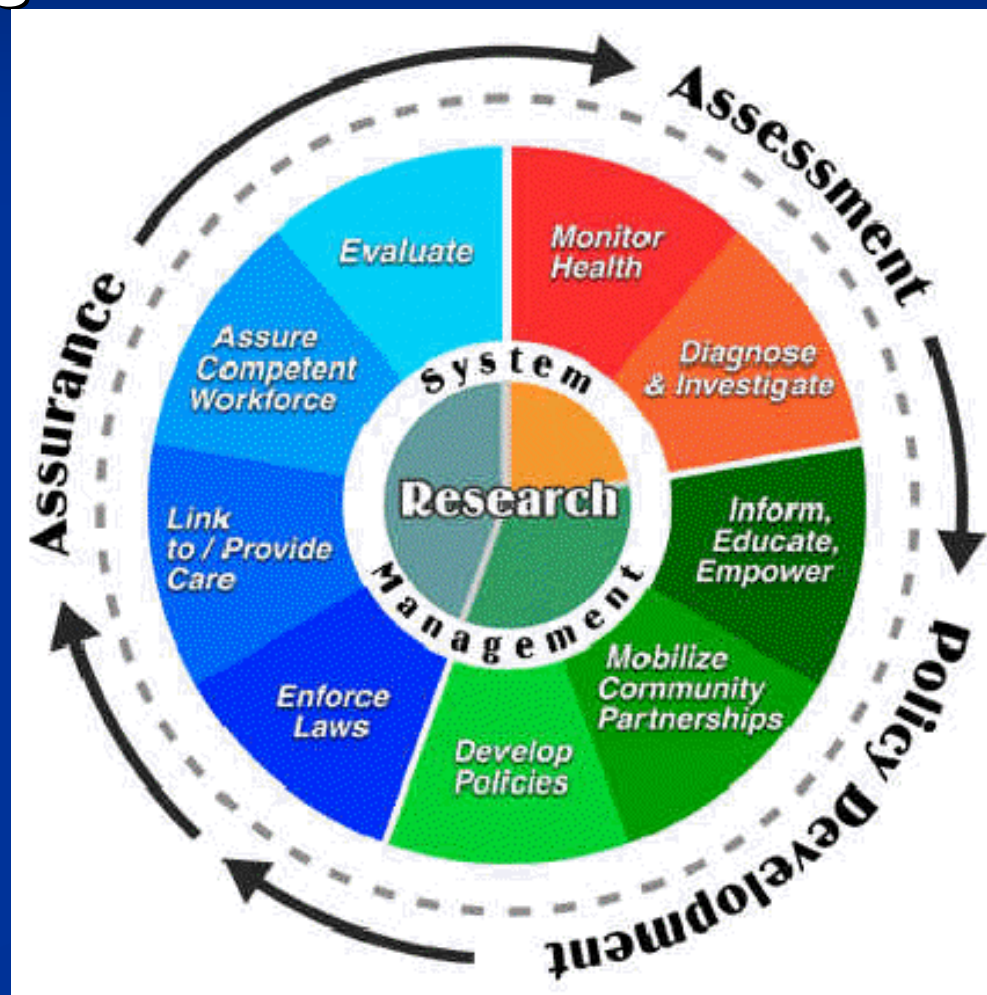 Assessment
Policy Development
Assurance
Monitor
Health
Diagnose
& Investigate
Inform,
Educate,
Empower
Mobilize
Community
Partnerships
Develop
Policies
Enforce
Laws
Link
to / Provide
Care
Assure
Competent
Workforce
Evaluate
System
Management
Research